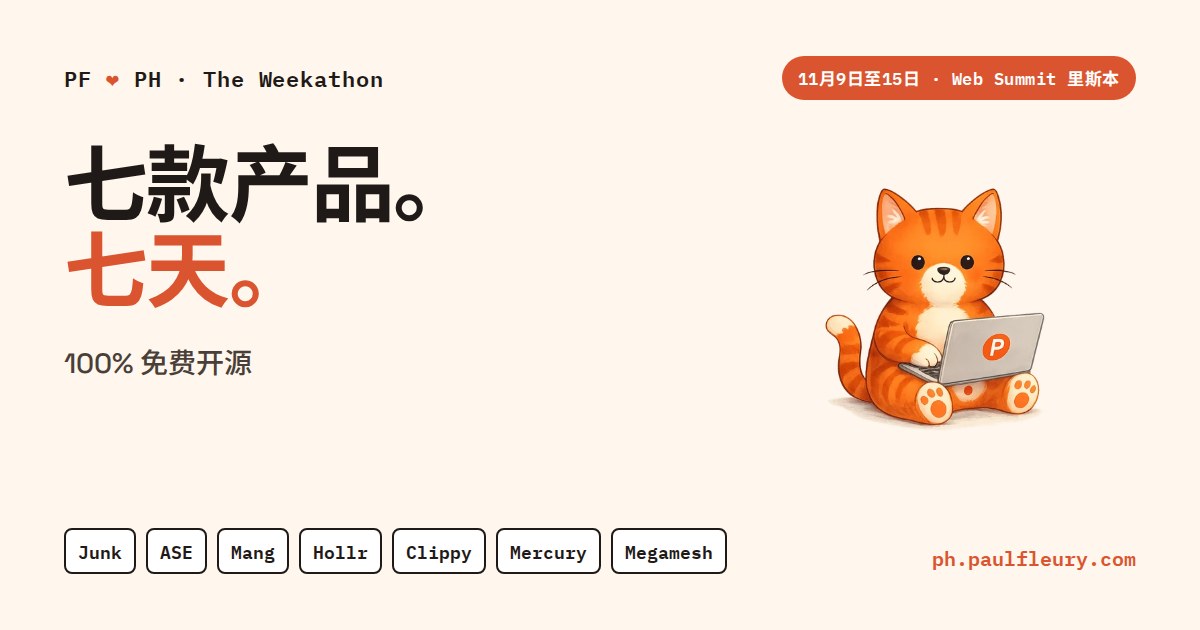 PF ❤ PH · The Weekathon
11月9日至15日 · Web Summit 里斯本
七款产品。
七天。
100% 免费开源
P
Junk
ASE
Mang
Hollr
Clippy
Mercury
Megamesh
ph.paulfleury.com